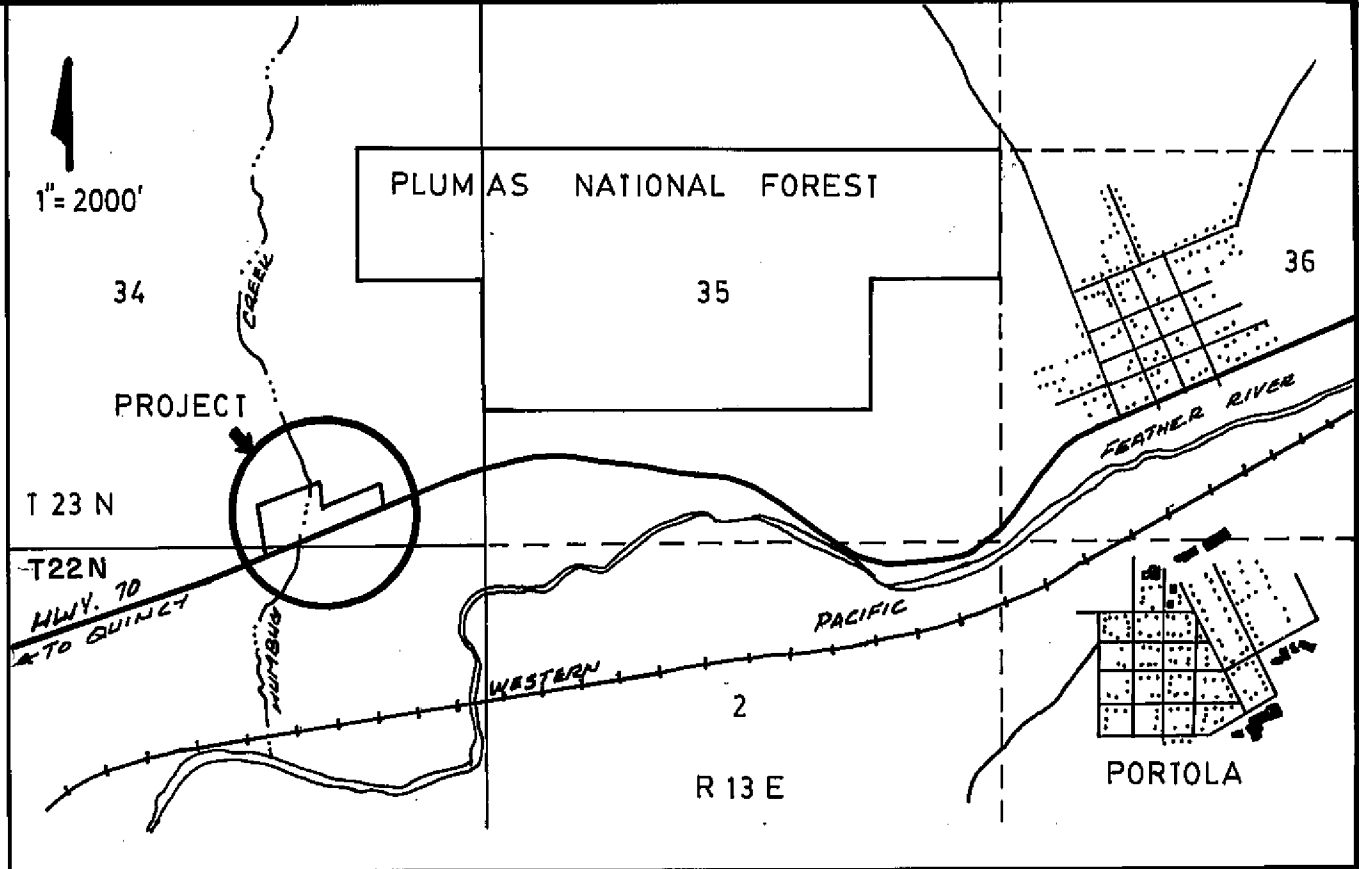 1"= 2000'
PLUMAS NATIONAL FOREST
34
35
36
CREEK
PROJECT
FEATHER RIVER
T 23 N
T22N
HWY. 70
TO QUINCY
HUMBUG
PACIFIC
WESTERN
2
R 13 E
PORTOLA